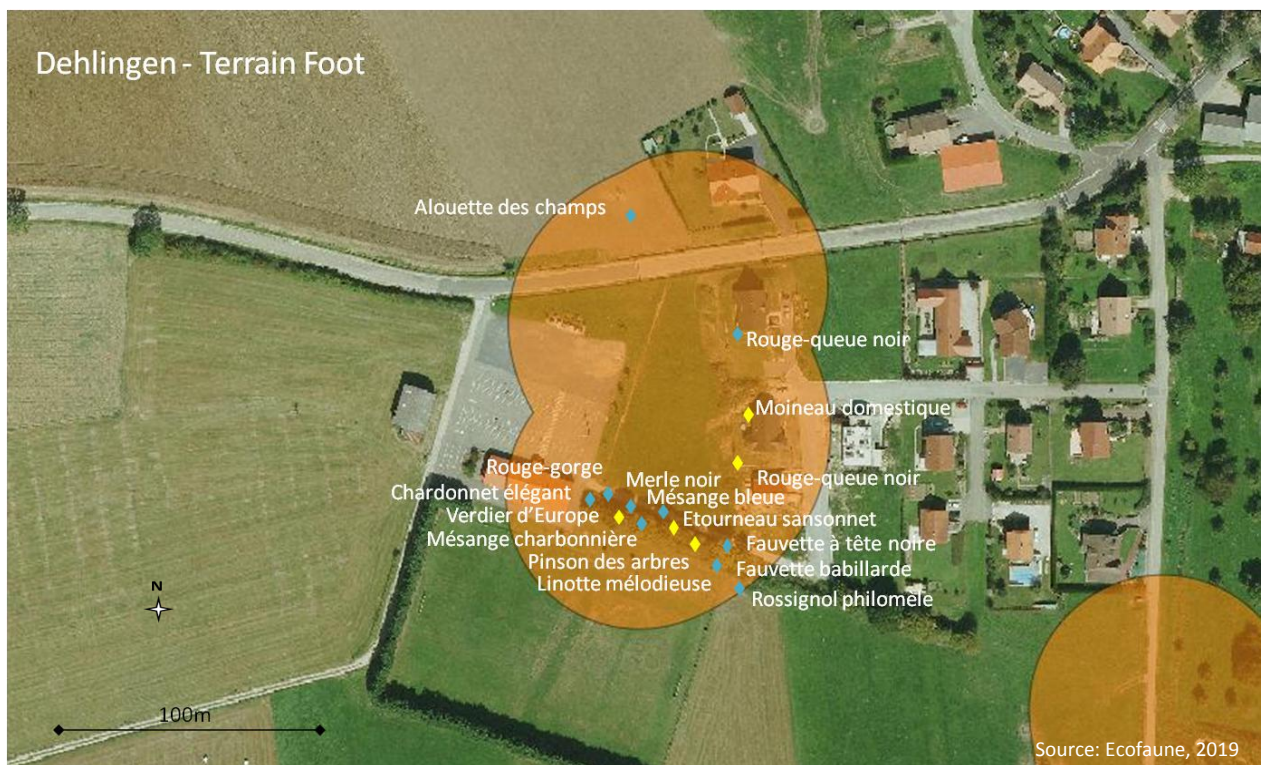 Dehlingen - Terrain Foot
Alouette des champs
Rouge-queue noir
Moineau domestique
Rouge-gorge
Merle noir
Rouge-queue noir
Chardonnet élégant
Mésange bleue
Verdier d'Europe
Etourneau sansonnet
Mésange charbonnière
Fauvette à tête noire
Pinson des arbres
Fauvette babillarde
Linotte mélodieuse
Rossignol philomèle
N
100m
Source: Ecofaune, 2019